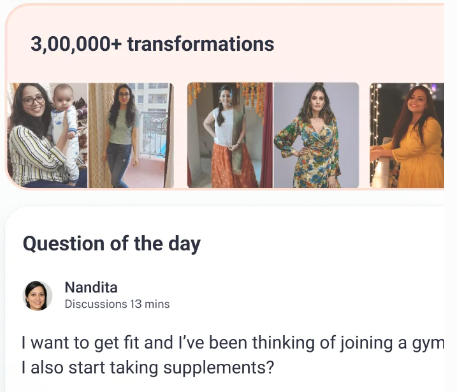 3,00,000+ transformations
Question of the day
Nandita
Discussions 13 mins
I want to get fit and I've been thinking of joining a gym
I also start taking supplements?